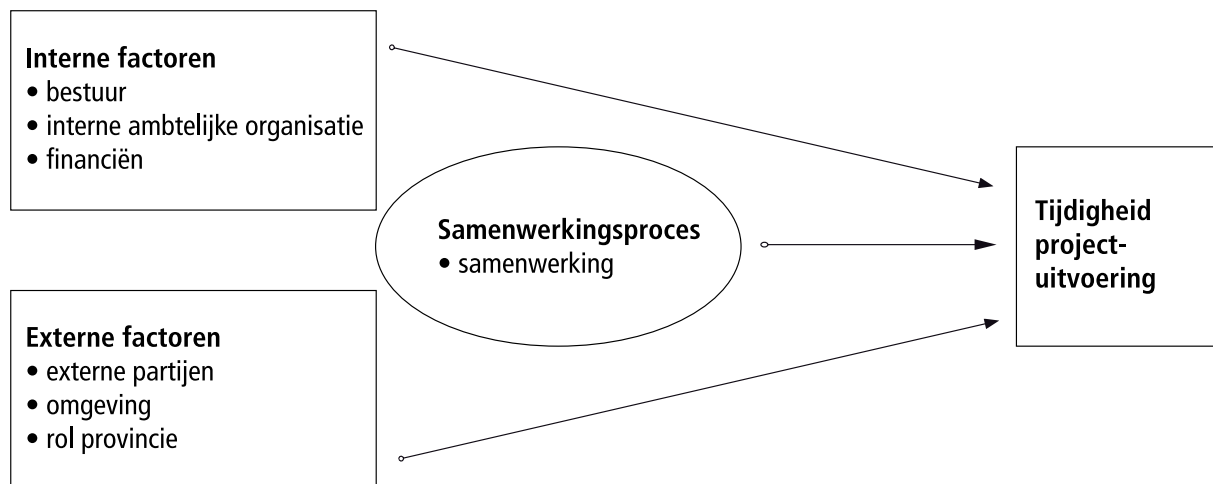 Interne factoren
• bestuur
• interne ambtelijke organisatie
• financiën
Samenwerkingsproces
• samenwerking
Externe factoren
• externe partijen
• omgeving
• rol provincie
Tijdigheid
project-
uitvoering